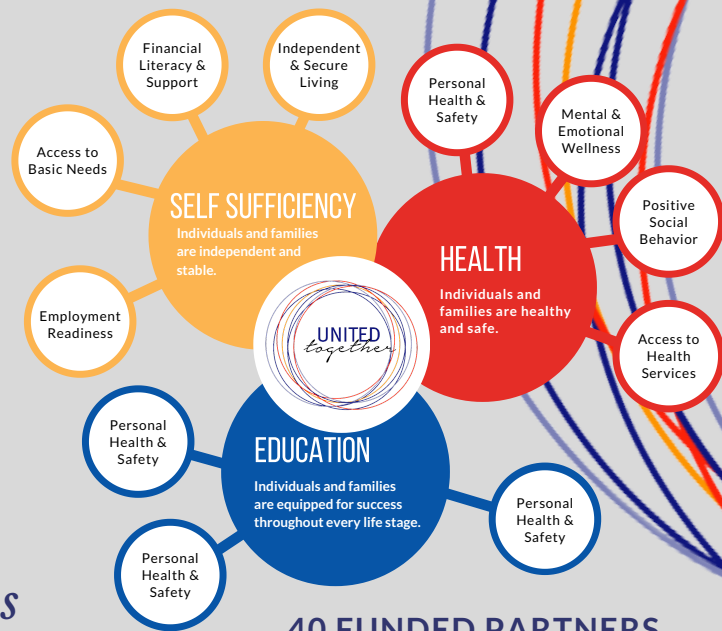 Financial
Literacy &
Support
Independent
& Secure
Living
Access to
Basic Needs
Employment
Readiness
SELF SUFFICIENCY
Individuals and families
are independent and
stable.
Personal
Health &
Safety
Mental &
Emotional
Wellness
Positive
Social
Behavior
Access to
Health
Services
HEALTH
Individuals and
families are healthy
and safe.
UNITED
together
EDUCATION
Individuals and families
are equipped for success
throughout every life stage.
Personal
Health &
Safety
Personal
Health &
Safety
Personal
Health &
Safety
s
40 FUNDED PARTNERS